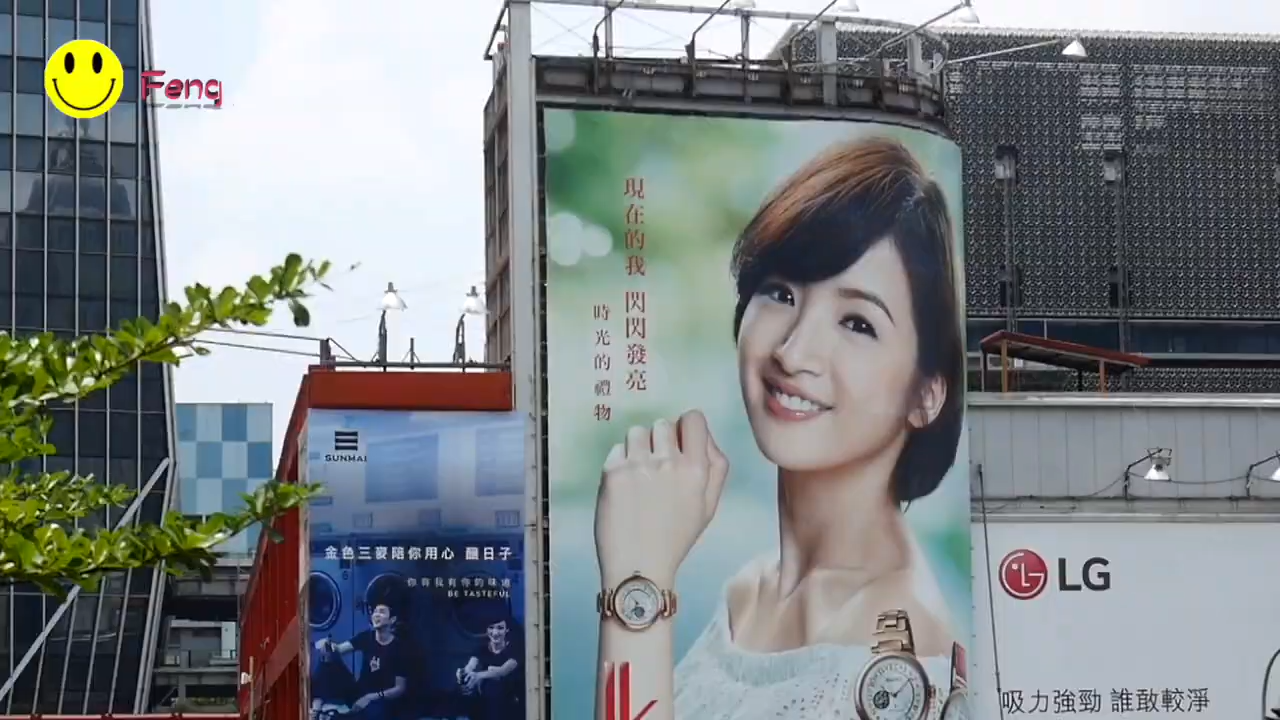 Feng
現在的我 閃閃發亮
時光的禮物
SUNMAI
金色三麥陪你用心 釀日子
你有我有你的味道
BE TASTEFUL
LG
吸力強勁 誰敢較淨